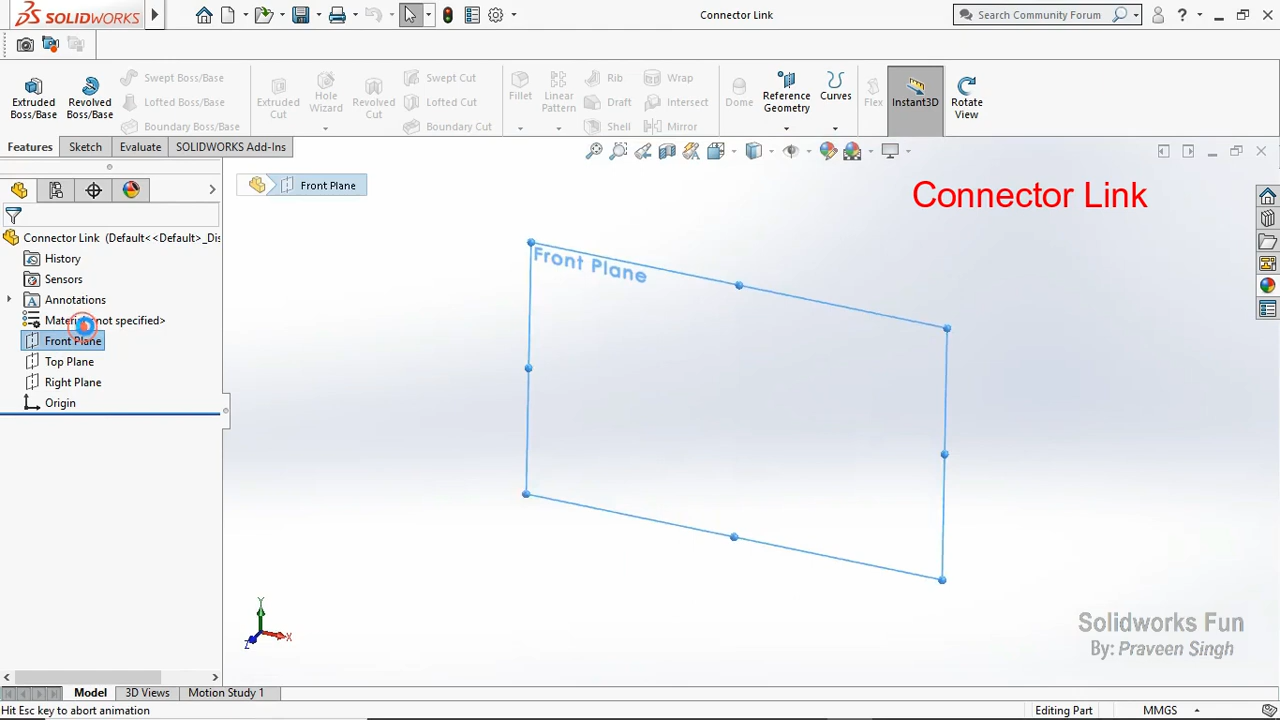 SOLIDWORKS
Connector Link
Search Community Forum
?
Extruded Boss/Base
Revolved Boss/Base
Swept Boss/Base
Lofted Boss/Base
Boundary Boss/Base
Extruded Cut
Hole Wizard
Revolved Cut
Swept Cut
Lofted Cut
Boundary Cut
Fillet
Linear Pattern
Rib
Draft
Shell
Wrap
Intersect
Mirror
Dome
Reference Geometry
Curves
Flex
Instant3D
Rotate View
Features
Sketch
Evaluate
SOLIDWORKS Add-Ins
Front Plane
Connector Link
Connector Link (Default<<Default>_Dis
History
Sensors
Annotations
Front Plane
Top Plane
Right Plane
Origin
Front Plane
Y
X
Z
Solidworks Fun
By: Praveen Singh
Model
3D Views
Motion Study 1
Hit Esc key to abort animation
Editing Part
MMGS